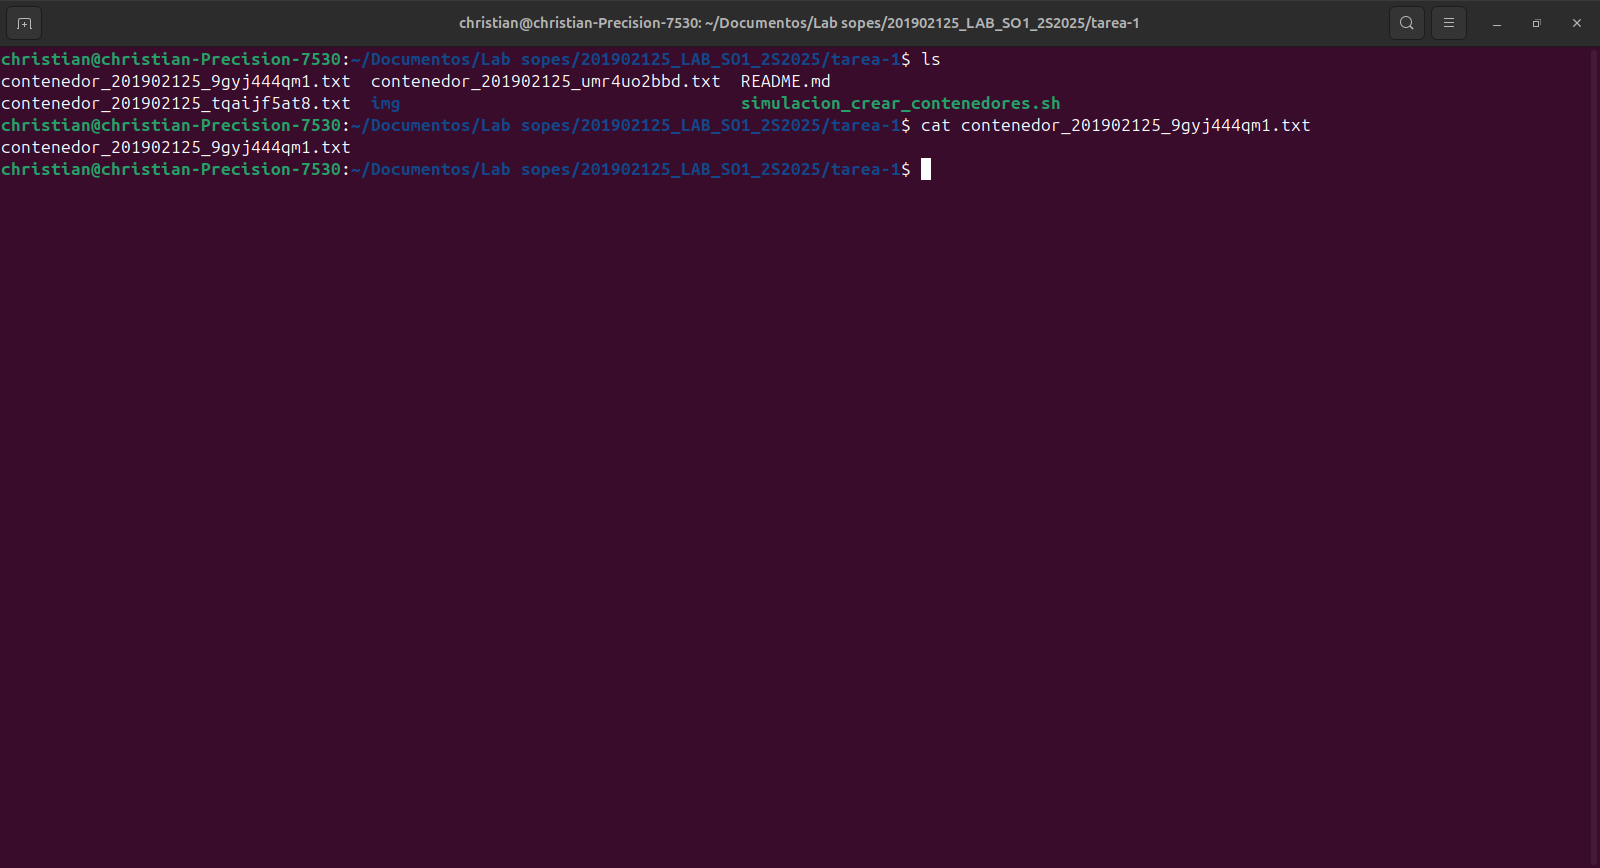 christian@christian-Precision-7530: ~/Documentos/Lab sopes/201902125_LAB_SO1_2S2025/tarea-1
christian@christian-Precision-7530:~/Documentos/Lab sopes/201902125_LAB_SO1_2S2025/tarea-1$ ls
contenedor_201902125_9gyj444qm1.txt  contenedor_201902125_umr4uo2bbd.txt  README.md
contenedor_201902125_tqaijf5at8.txt  img                                  simulacion_crear_contenedores.sh
christian@christian-Precision-7530:~/Documentos/Lab sopes/201902125_LAB_SO1_2S2025/tarea-1$ cat contenedor_201902125_9gyj444qm1.txt
contenedor_201902125_9gyj444qm1.txt
christian@christian-Precision-7530:~/Documentos/Lab sopes/201902125_LAB_SO1_2S2025/tarea-1$